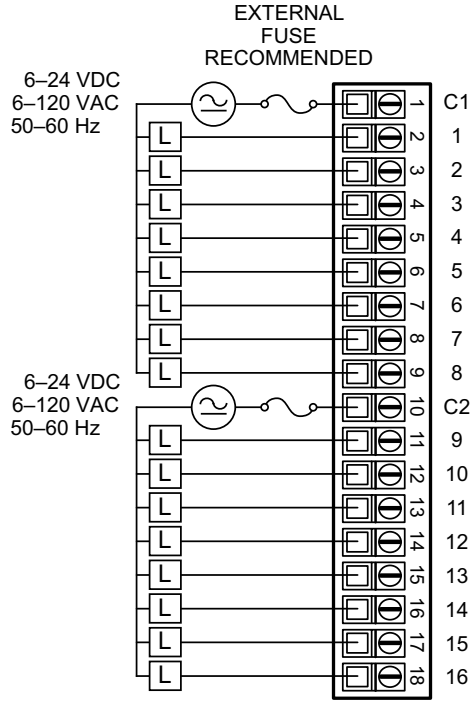 EXTERNAL
FUSE
RECOMMENDED
6–24 VDC
6–120 VAC
50–60 Hz
1 C1
L 2 1
L 3 2
L 4 3
L 5 4
L 6 5
L 7 6
L 8 7
L 9 8
6–24 VDC
6–120 VAC
50–60 Hz
10 C2
L 11 9
L 12 10
L 13 11
L 14 12
L 15 13
L 16 14
L 17 15
L 18 16